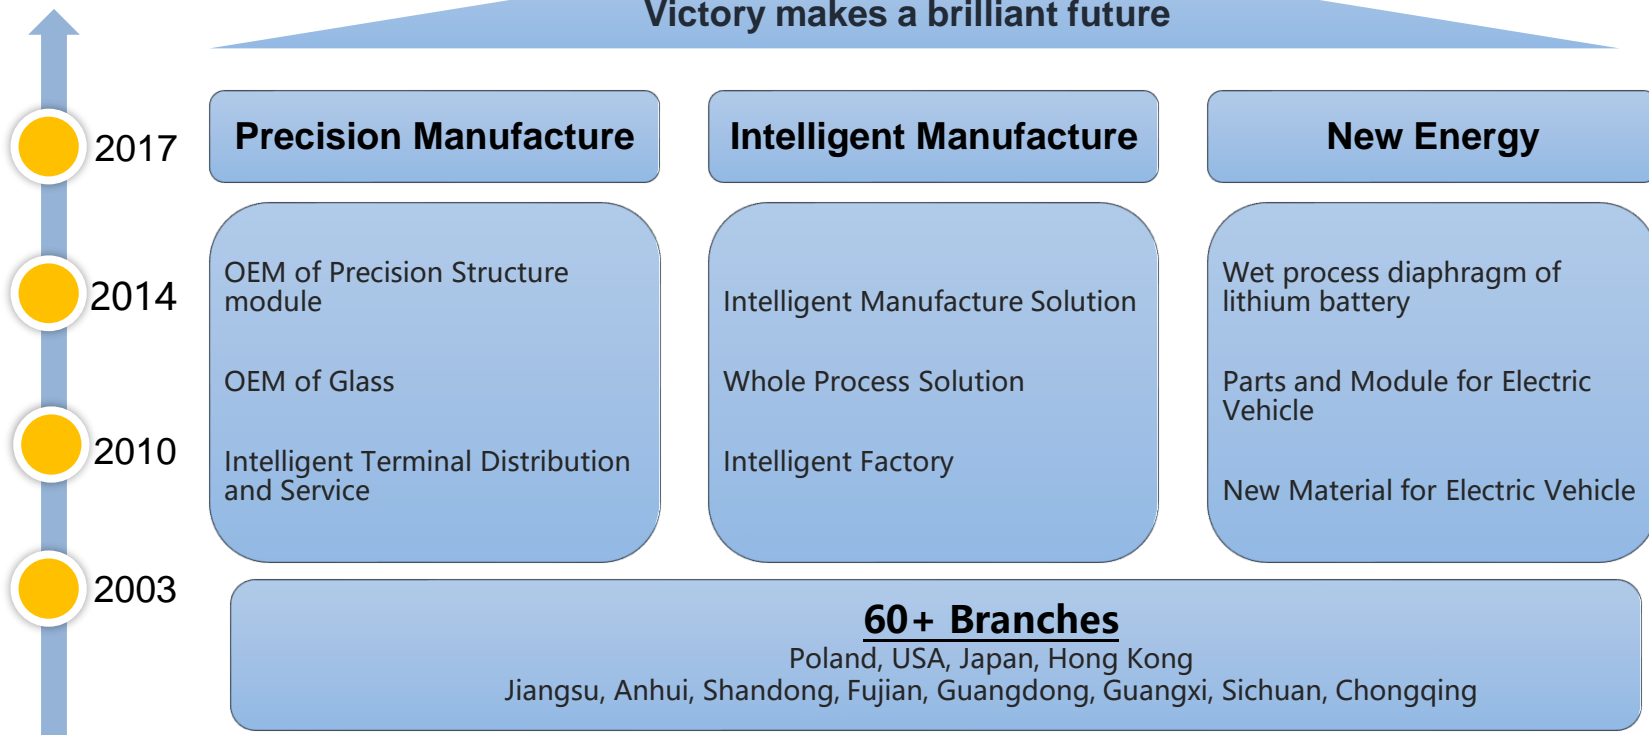 Victory makes a brilliant future
2017
2014
2010
2003
Precision Manufacture
OEM of Precision Structure
module
OEM of Glass
Intelligent Terminal Distribution
and Service
Intelligent Manufacture
Intelligent Manufacture Solution
Whole Process Solution
Intelligent Factory
New Energy
Wet process diaphragm of
lithium battery
Parts and Module for Electric
Vehicle
New Material for Electric Vehicle
60+ Branches
Poland, USA, Japan, Hong Kong
Jiangsu, Anhui, Shandong, Fujian, Guangdong, Guangxi, Sichuan, Chongqing